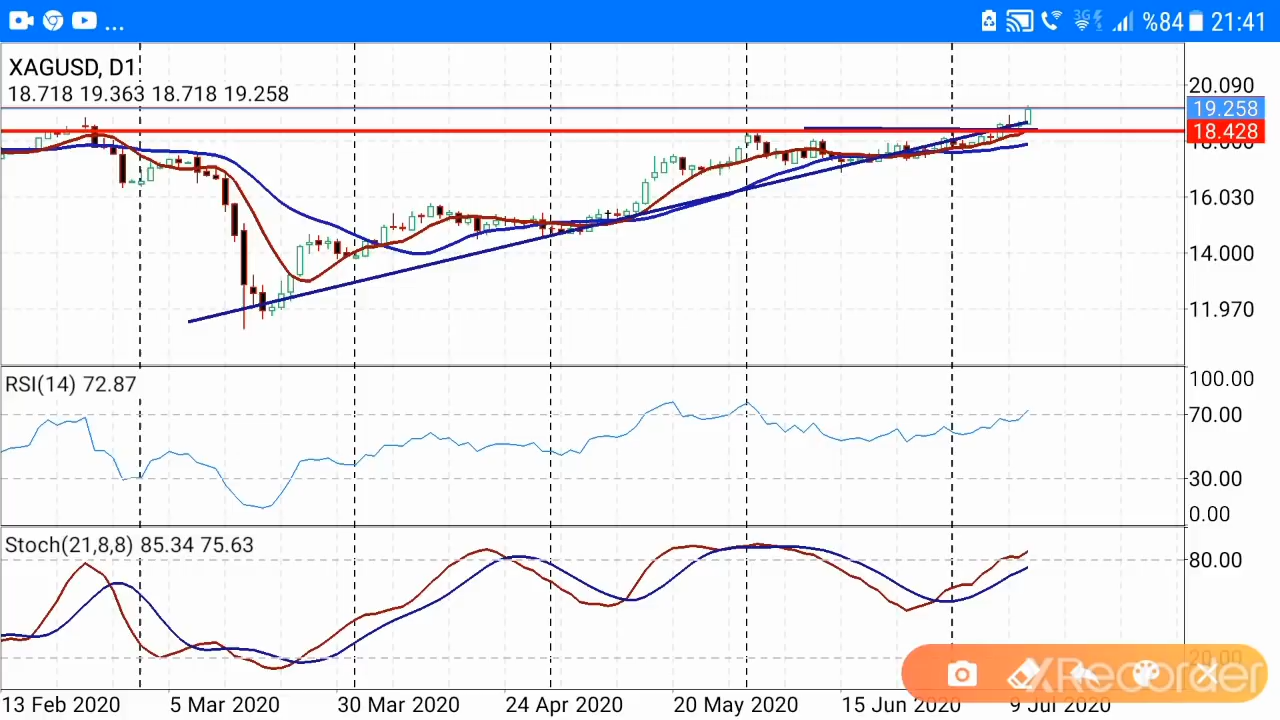 ... 3G %84 21:41
XAGUSD, D1
18.718 19.363 18.718 19.258
20.090
19.258
18.428
16.030
14.000
11.970
RSI(14) 72.87
100.00
70.00
30.00
0.00
Stoch(21,8,8) 85.34 75.63
80.00
20.00
XRecorder
13 Feb 2020 5 Mar 2020 30 Mar 2020 24 Apr 2020 20 May 2020 15 Jun 2020 9 Jul 2020